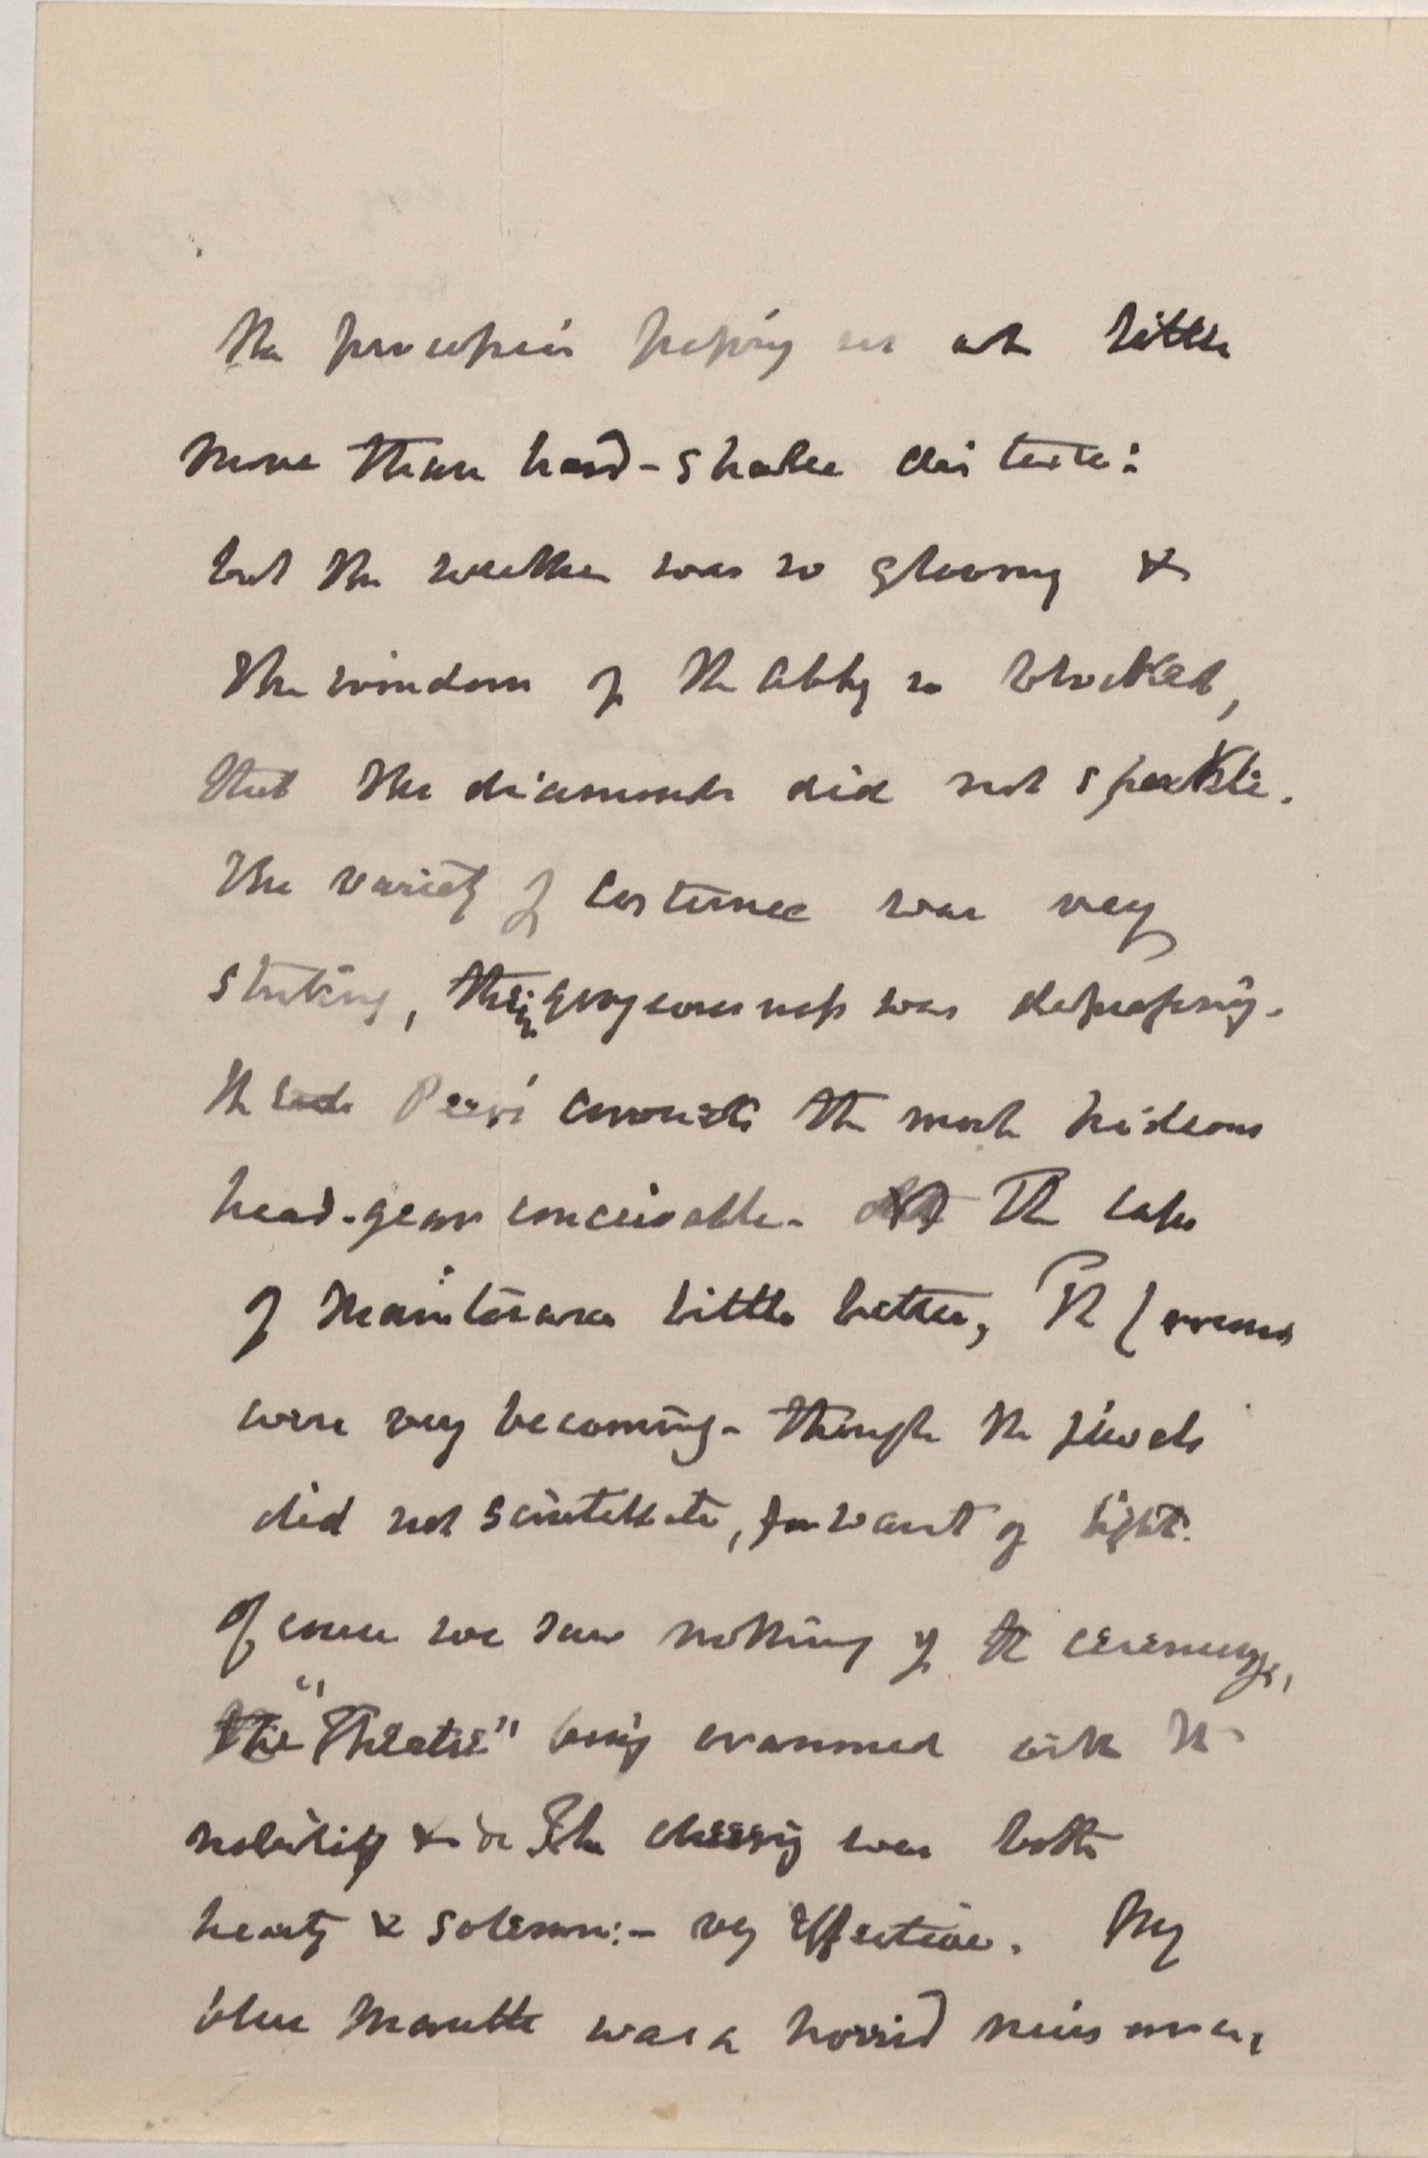 the procession passing us at little
more than hand-shake distance:
but the weather was so gloomy &
the windows of the Abbey so blocked,
that the diamonds did not sparkle.
The variety of costumes was very
striking, their gorgeousness was depressing.
The Peers' coronets the most hideous
head-gear conceivable. The caps
of Maintenance little better, The Crowns
were very becoming - though the jewels
did not scintillate, for want of light.
Of course we saw nothing of the ceremony,
the "Theatre" being crammed with the
nobility & The cheering was both
hearty & solemn:- very effective. My
blue Mantle was a horrid nuisance,